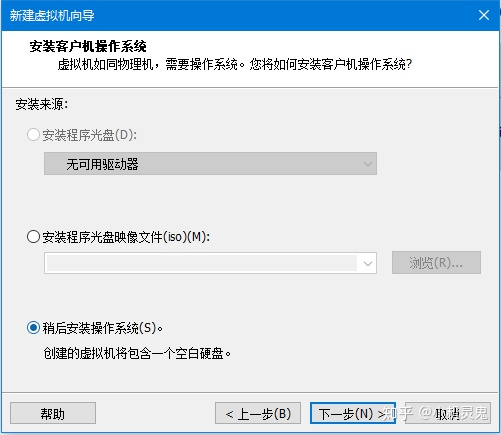 新建虚拟机向导
安装客户机操作系统
虚拟机如同物理机，需要操作系统。您将如何安装客户机操作系统?
安装来源:
安装程序光盘(D):
无可用驱动器
安装程序光盘映像文件(iso)(M):
浏览(R)...
稍后安装操作系统(S)。
创建的虚拟机将包含一个空白硬盘。
帮助
< 上一步(B)
下一步(N) >
取消
知乎
灵鬼